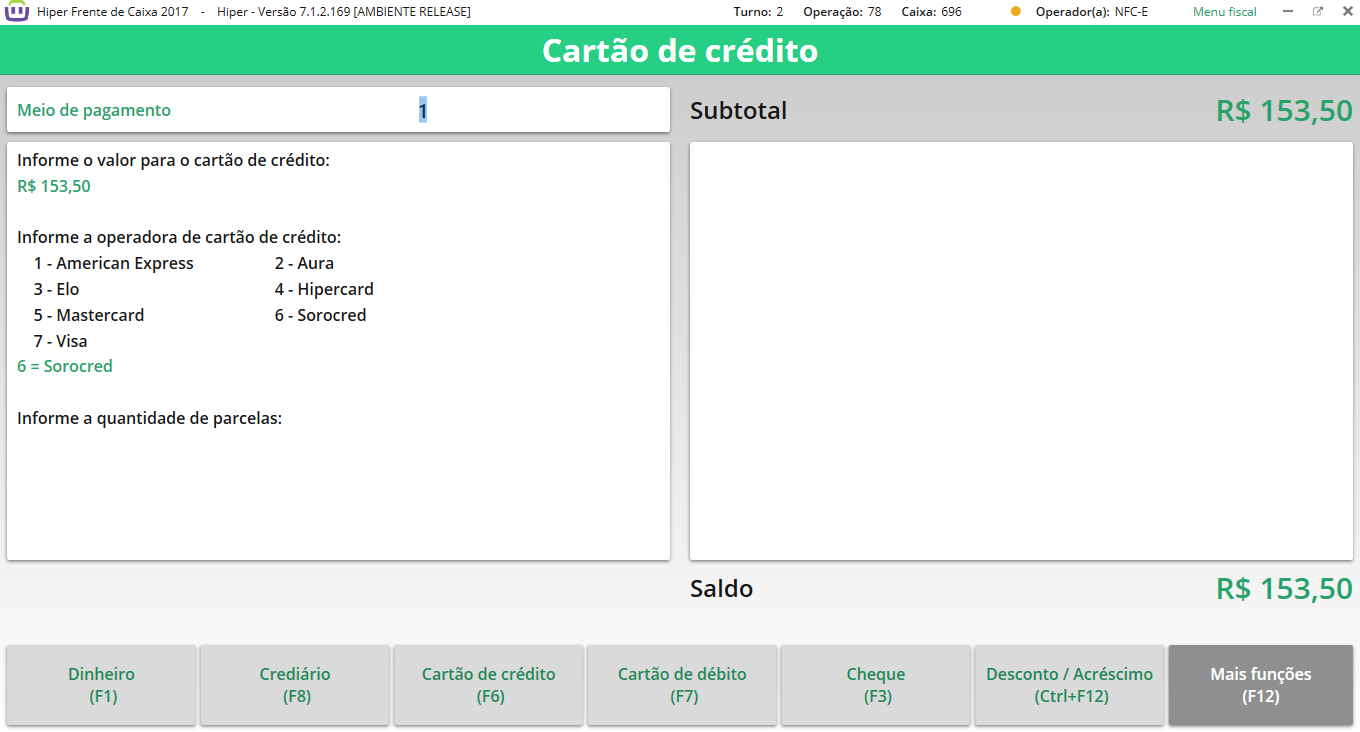 Hiper Frente de Caixa 2017 - Hiper - Versão 7.1.2.169 [AMBIENTE RELEASE] Turno: 2 Operação: 78 Caixa: 696 Operador(a): NFC-E Menu fiscal
Cartão de crédito
Meio de pagamento 1
Subtotal R$ 153,50
Informe o valor para o cartão de crédito:
R$ 153,50
Informe a operadora de cartão de crédito:
1 - American Express 2 - Aura
3 - Elo 4 - Hipercard
5 - Mastercard 6 - Sorocred
7 - Visa
6 = Sorocred
Informe a quantidade de parcelas:
Saldo R$ 153,50
Dinheiro
(F1)
Crediário
(F8)
Cartão de crédito
(F6)
Cartão de débito
(F7)
Cheque
(F3)
Desconto / Acréscimo
(Ctrl+F12)
Mais funções
(F12)